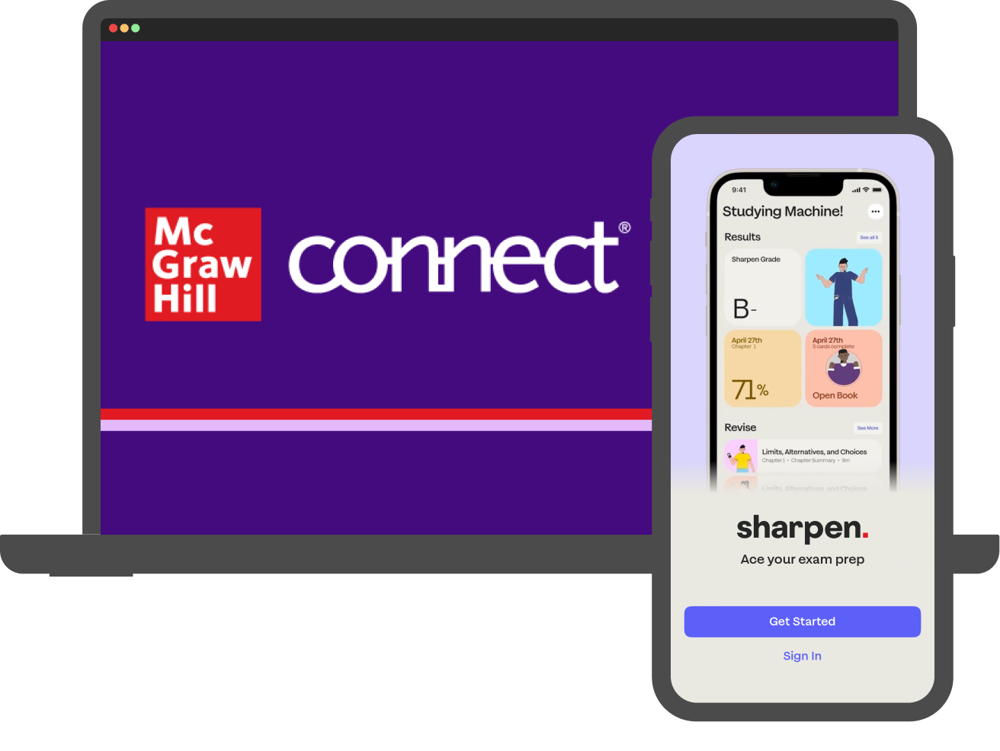 Mc
Graw
Hill
connect®
9:41
Studying Machine!
Results
See all 5
Sharpen Grade
B-
April 27th
Chapter 1
71%
April 27th
3 cards complete
Open Book
Revise
See More
Limits, Alternatives, and Choices
Chapter 1 • Chapter Summary • 3m
Limits, Alternatives, and Choices
sharpen.
Ace your exam prep
Get Started
Sign In